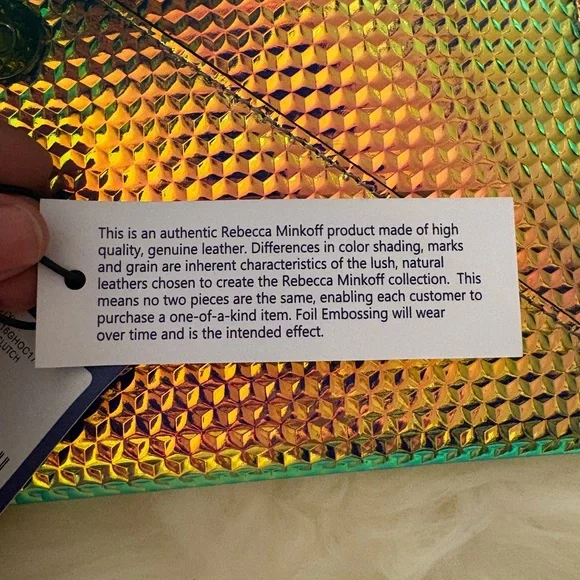 This is an authentic Rebecca Minkoff product made of high
quality, genuine leather. Differences in color shading, marks
and grain are inherent characteristics of the lush, natural
leathers chosen to create the Rebecca Minkoff collection. This
means no two pieces are the same, enabling each customer to
purchase a one-of-a-kind item. Foil Embossing will wear
over time and is the intended effect.
CLUTCH